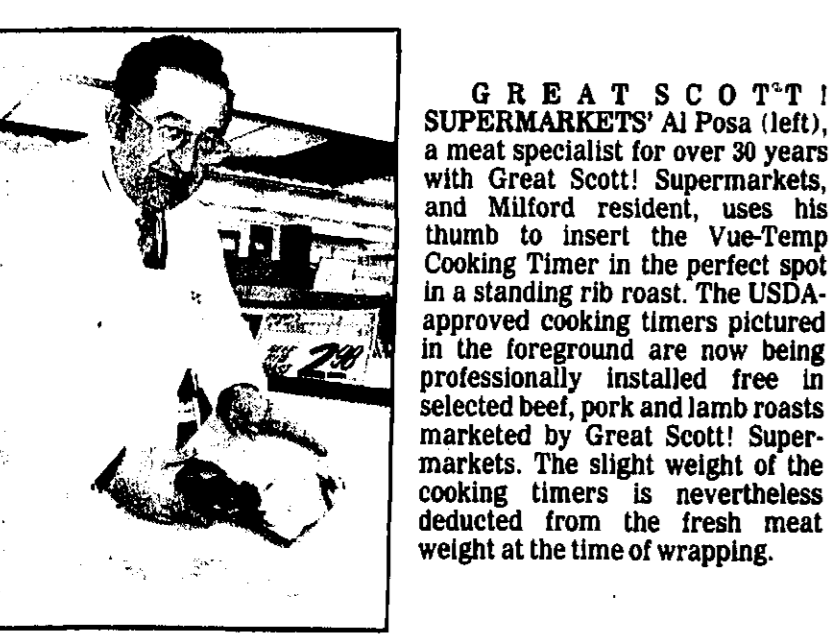 GREAT SCOTT!
SUPERMARKETS' Al Posa (left),
a meat specialist for over 30 years
with Great Scott! Supermarkets,
and Milford resident, uses his
thumb to insert the Vue-Temp
Cooking Timer in the perfect spot
in a standing rib roast. The USDA-
approved cooking timers pictured
in the foreground are now being
professionally installed free in
selected beef, pork and lamb roasts
marketed by Great Scott! Super-
markets. The slight weight of the
cooking timers is nevertheless
deducted from the fresh meat
weight at the time of wrapping.
2.98